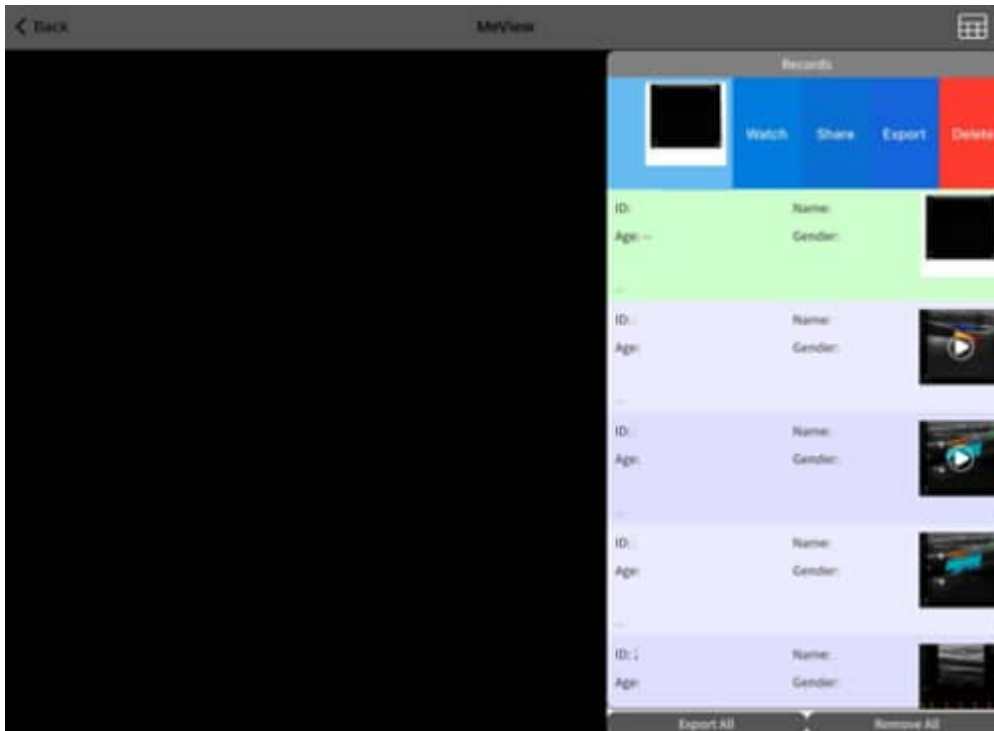 Back MeView
Records
Watch Share Export Delete
ID: Name:
Age: -- Gender:
ID: Name:
Age: Gender:
ID: Name:
Age: Gender:
ID: Name:
Age: Gender:
ID: Name:
Age: Gender:
Export All Remove All